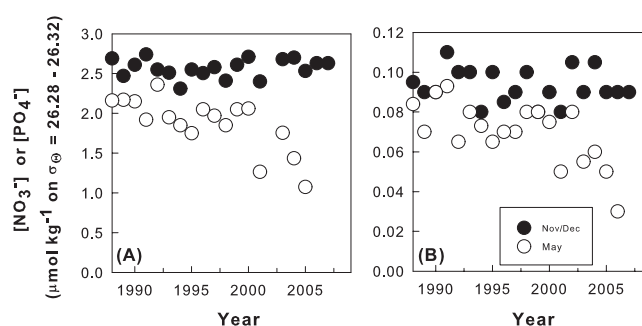 [NO3-] or [PO4-]
(µmol kg-1 on σΘ = 26.28 - 26.32)
3.0
2.5
2.0
1.5
1.0
0.5
0.0
(A)
1990 1995 2000 2005
Year
0.12
0.10
0.08
0.06
0.04
0.02
0.00
Nov/Dec
May
(B)
1990 1995 2000 2005
Year